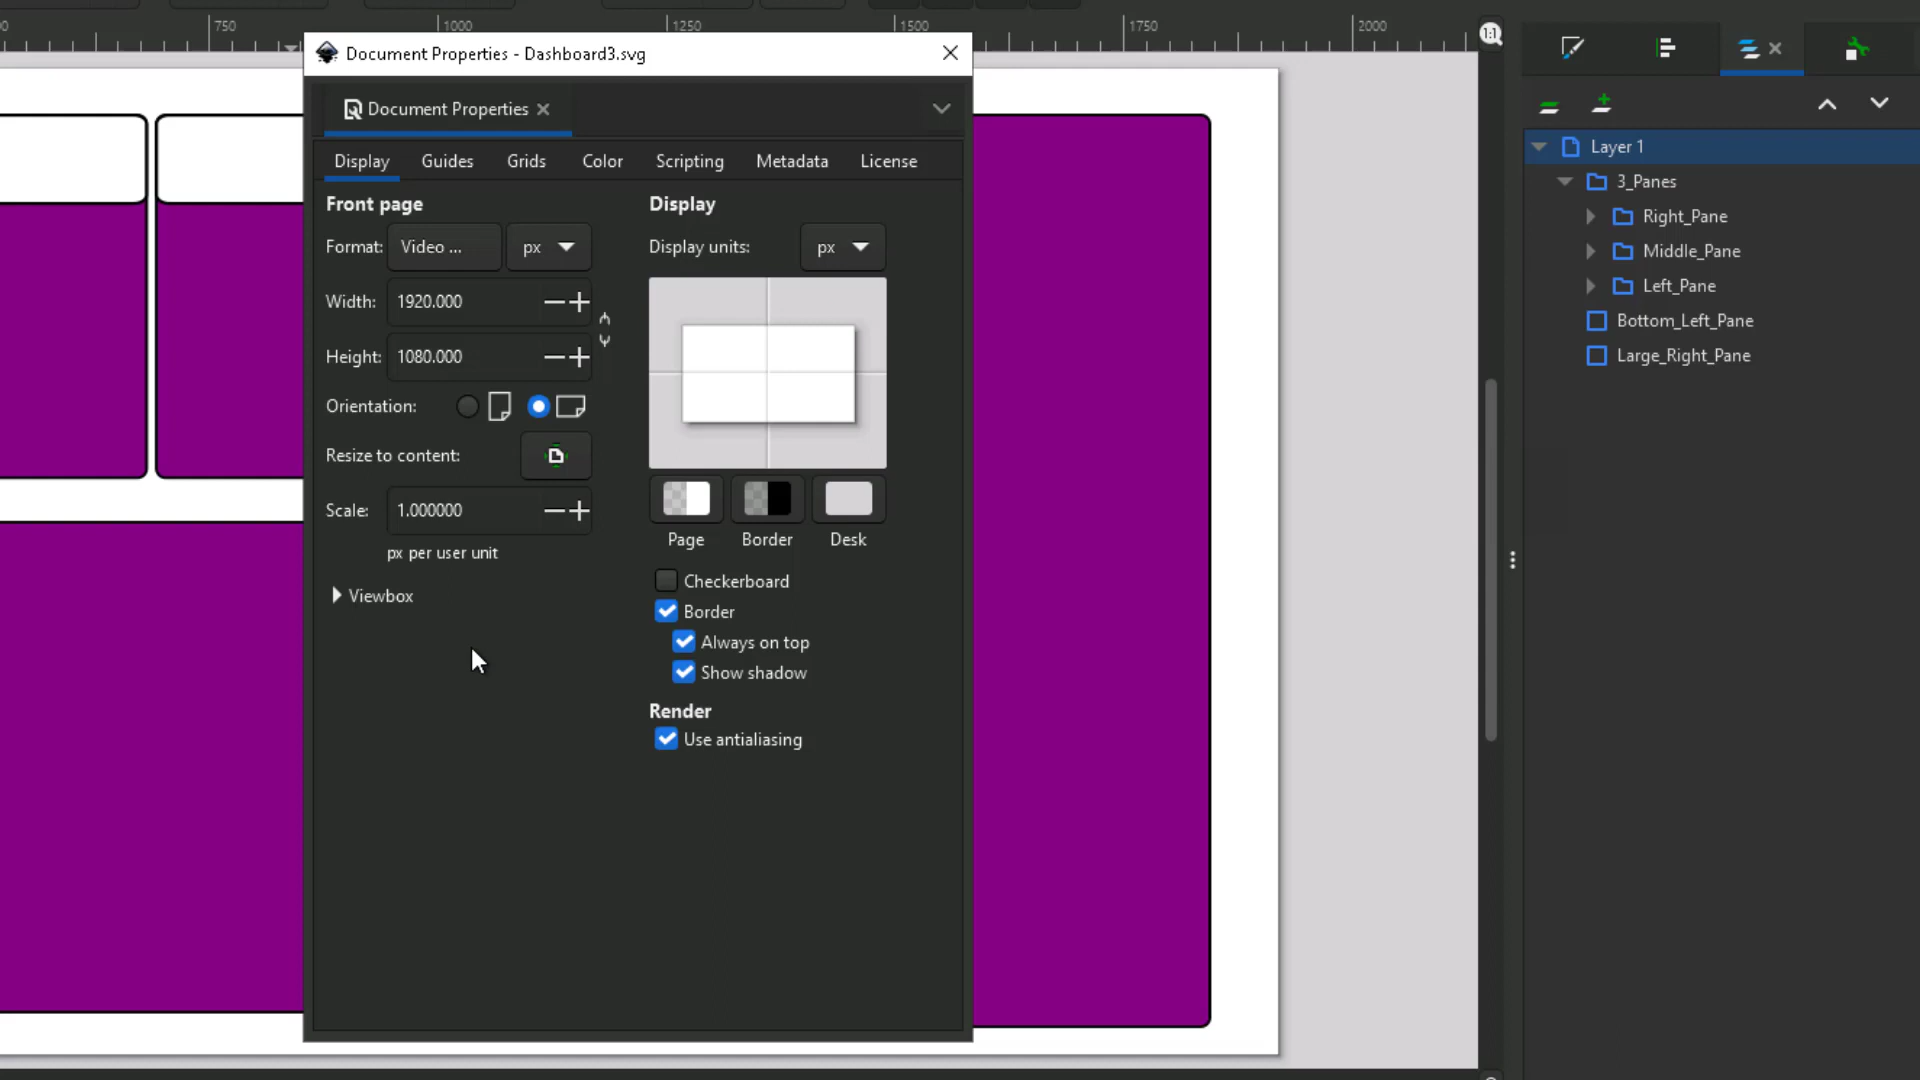 750
1000
1250
1500
1750
2000
1:1
Document Properties - Dashboard3.svg
Document Properties
Display
Guides
Grids
Color
Scripting
Metadata
License
Front page
Format:
Video ...
px
Width:
1920.000
Height:
1080.000
Orientation:
Resize to content:
Scale:
1.000000
px per user unit
Viewbox
Display
Display units:
px
Page
Border
Desk
Checkerboard
Border
Always on top
Show shadow
Render
Use antialiasing
Layer 1
3_Panes
Right_Pane
Middle_Pane
Left_Pane
Bottom_Left_Pane
Large_Right_Pane